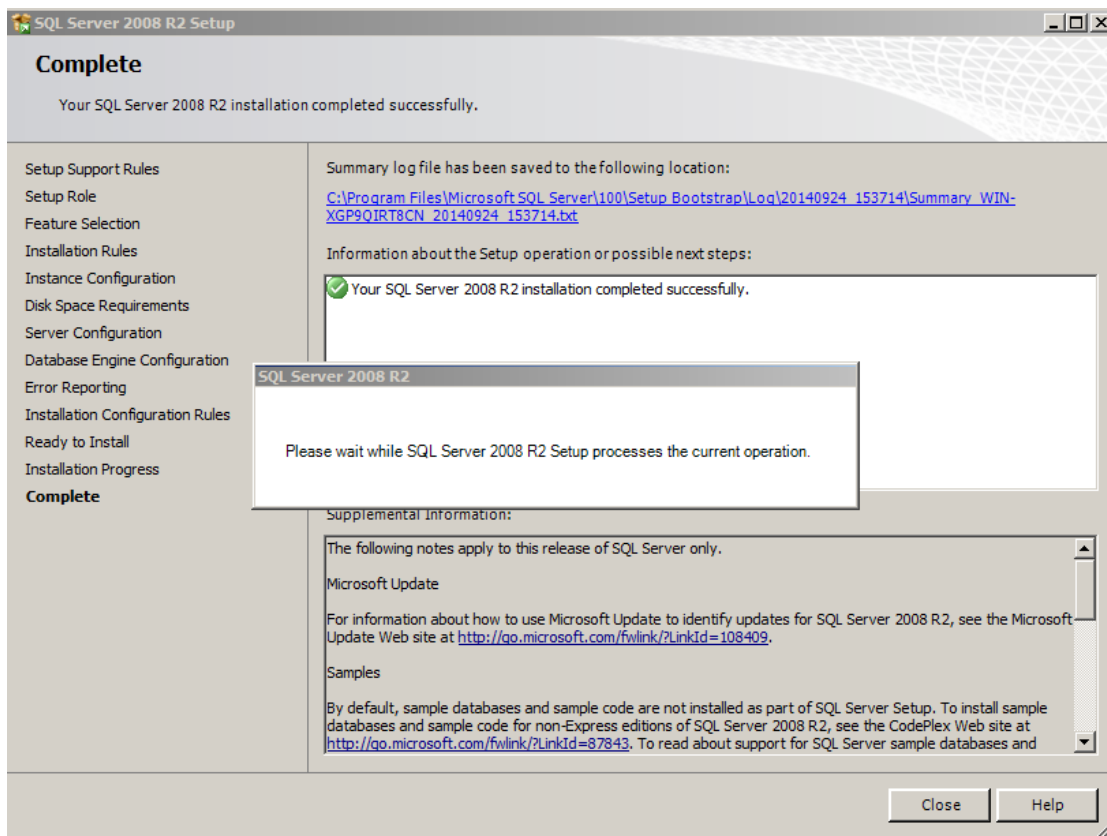 SQL Server 2008 R2 Setup
Complete
Your SQL Server 2008 R2 installation completed successfully.
Setup Support Rules
Setup Role
Feature Selection
Installation Rules
Instance Configuration
Disk Space Requirements
Server Configuration
Database Engine Configuration
Error Reporting
Installation Configuration Rules
Ready to Install
Installation Progress
Complete
Summary log file has been saved to the following location:
C:\Program Files\Microsoft SQL Server\100\Setup Bootstrap\Log\20140924_153714\Summary_WIN-
XGP9QIRT8CN_20140924_153714.txt
Information about the Setup operation or possible next steps:
Your SQL Server 2008 R2 installation completed successfully.
SQL Server 2008 R2
Please wait while SQL Server 2008 R2 Setup processes the current operation.
Supplemental Information:
The following notes apply to this release of SQL Server only.
Microsoft Update
For information about how to use Microsoft Update to identify updates for SQL Server 2008 R2, see the Microsoft
Update Web site at http://go.microsoft.com/fwlink/?LinkId=108409.
Samples
By default, sample databases and sample code are not installed as part of SQL Server Setup. To install sample
databases and sample code for non-Express editions of SQL Server 2008 R2, see the CodePlex Web site at
http://go.microsoft.com/fwlink/?LinkId=87843. To read about support for SQL Server sample databases and
Close
Help